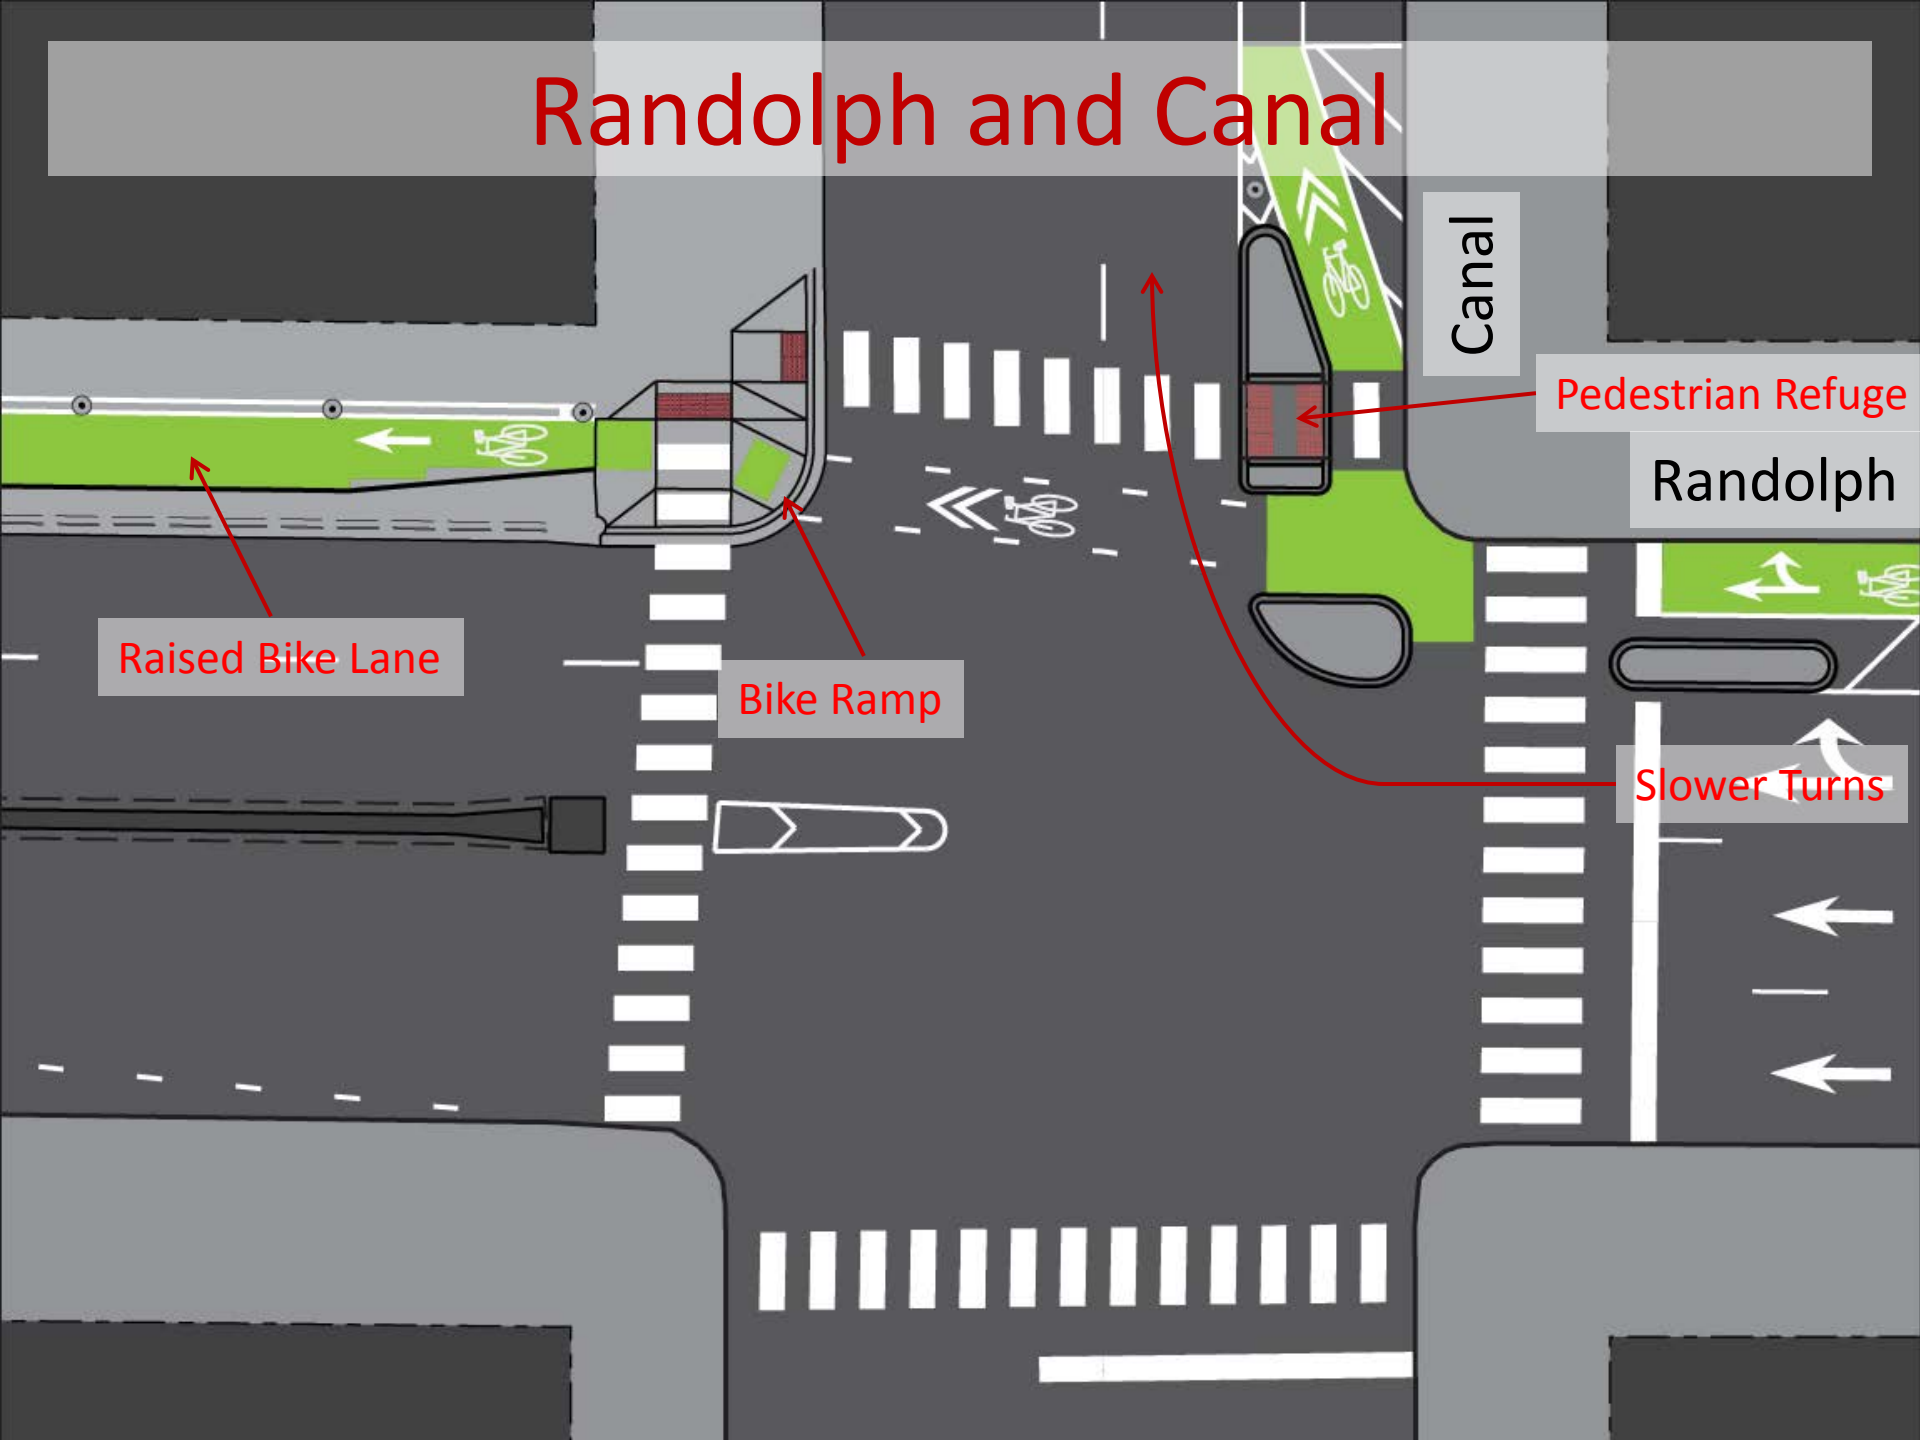 Randolph and Canal
Canal
Pedestrian Refuge
Randolph
Raised Bike Lane
Bike Ramp
Slower Turns